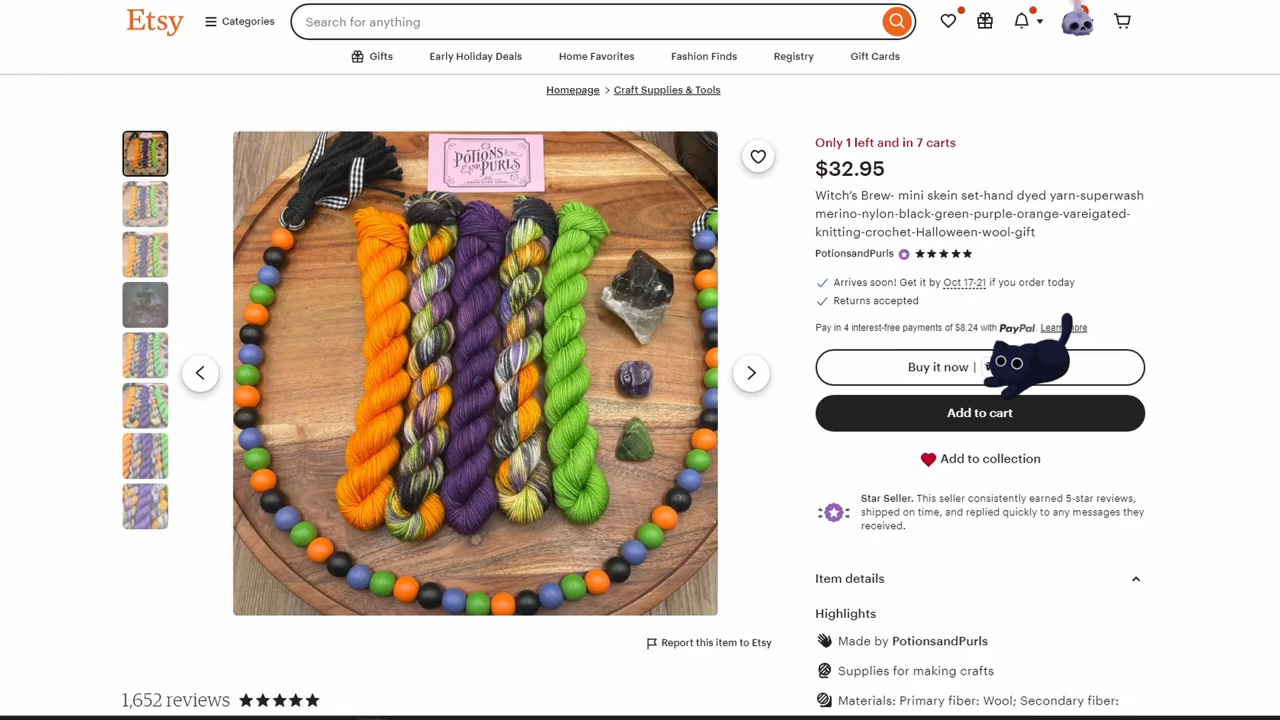 Etsy
Categories
Search for anything
Gifts
Early Holiday Deals
Home Favorites
Fashion Finds
Registry
Gift Cards
Homepage > Craft Supplies & Tools
POTIONS
AND PURLS
Only 1 left and in 7 carts
$32.95
Witch's Brew- mini skein set-hand dyed yarn-superwash
merino-nylon-black-green-purple-orange-vareigated-
knitting-crochet-Halloween-wool-gift
PotionsandPurls
Arrives soon! Get it by Oct 17-21 if you order today
Returns accepted
Pay in 4 interest-free payments of $8.24 with PayPal.
Buy it now |
Add to cart
Add to collection
Star Seller. This seller consistently earned 5-star reviews,
shipped on time, and replied quickly to any messages they
received.
Item details
Highlights
Made by PotionsandPurls
Supplies for making crafts
Materials: Primary fiber: Wool; Secondary fiber:
Report this item to Etsy
1,652 reviews